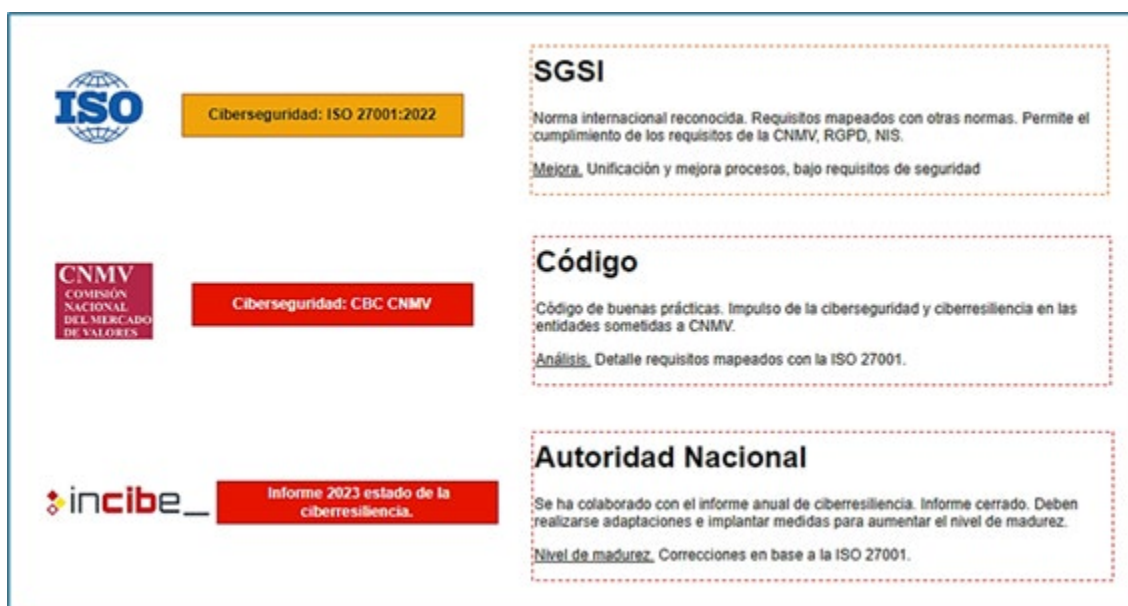 ISO
Ciberseguridad: ISO 27001:2022
SGSI
Norma internacional reconocida. Requisitos mapeados con otras normas. Permite el
cumplimiento de los requisitos de la CNMV, RGPD, NIS.
Mejora. Unificación y mejora procesos, bajo requisitos de seguridad
CNMV
COMISIÓN
NACIONAL
DEL MERCADO
DE VALORES
Ciberseguridad: CBC CNMV
Código
Código de buenas prácticas. Impulso de la ciberseguridad y ciberresiliencia en las
entidades sometidas a CNMV.
Análisis. Detalle requisitos mapeados con la ISO 27001.
incibe_
Informe 2023 estado de la
ciberresiliencia.
Autoridad Nacional
Se ha colaborado con el informe anual de ciberresiliencia. Informe cerrado. Deben
realizarse adaptaciones e implantar medidas para aumentar el nivel de madurez.
Nivel de madurez. Correcciones en base a la ISO 27001.